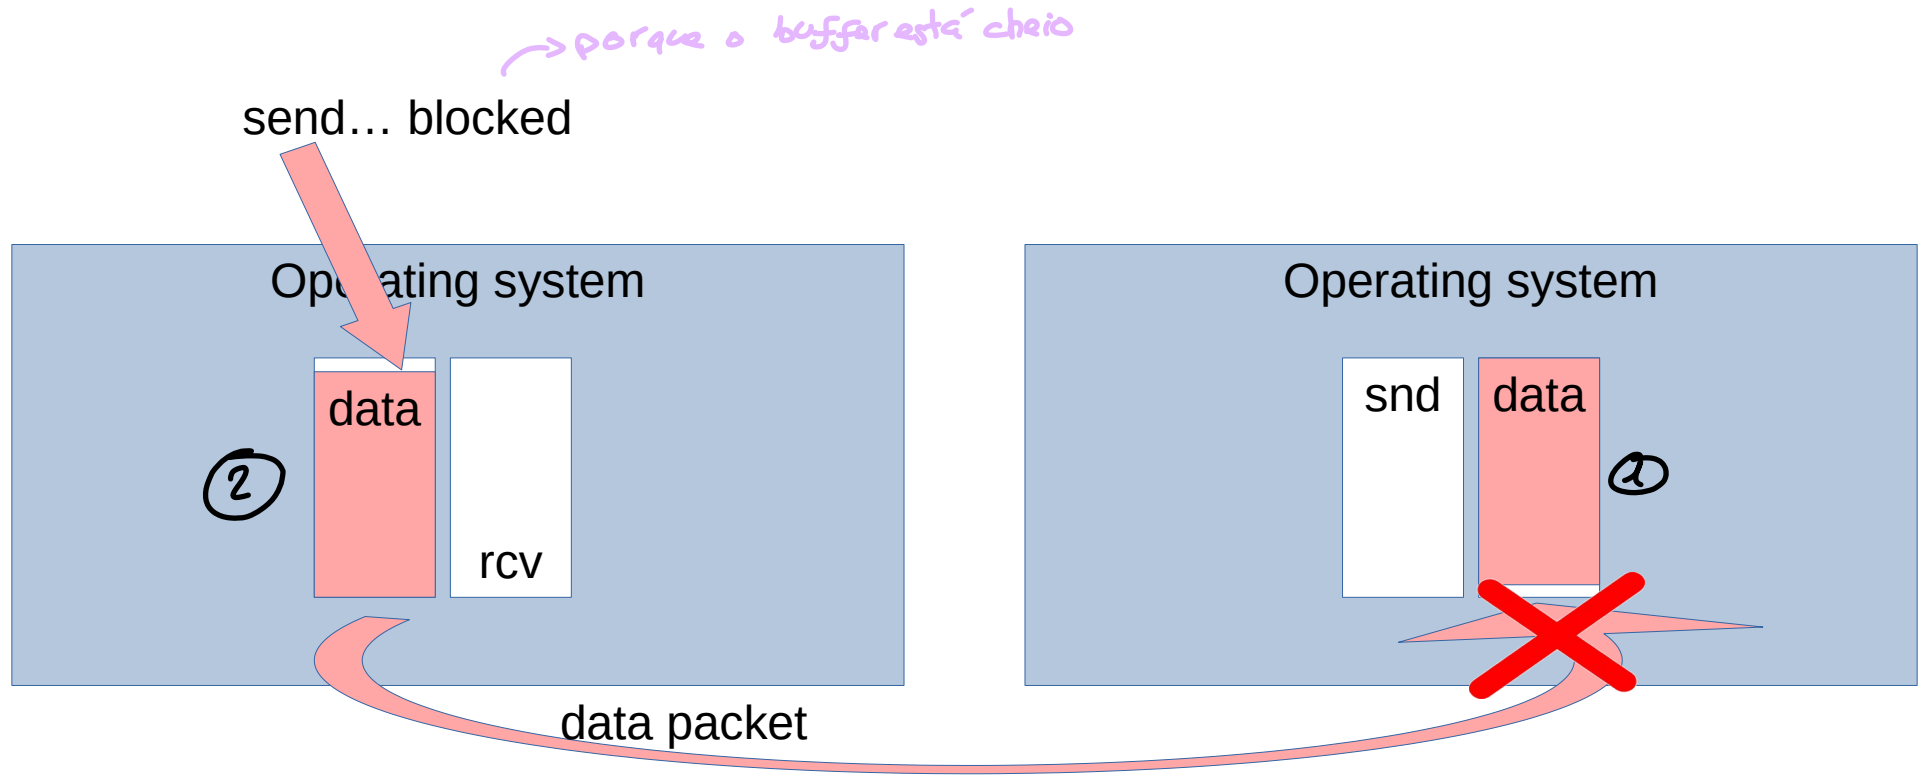 porque o buffer está cheio
send… blocked
Operating system
Operating system
data
rcv
2
snd
data
1
data packet